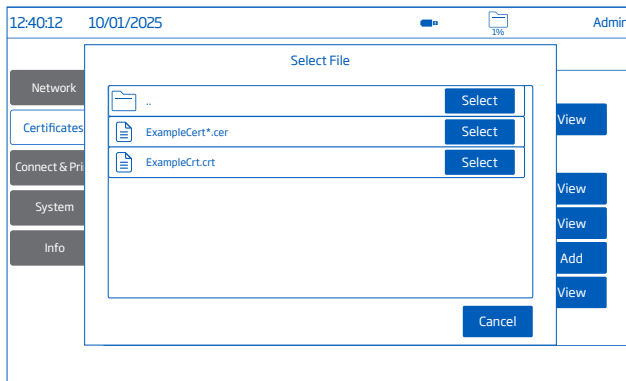 12:40:12 10/01/2025 1% Admin
Select File
Network
.. Select
Certificates ExampleCert*.cer Select View
Connect & Pri ExampleCrt.crt Select
View
System
View
Info
Add
View
Cancel